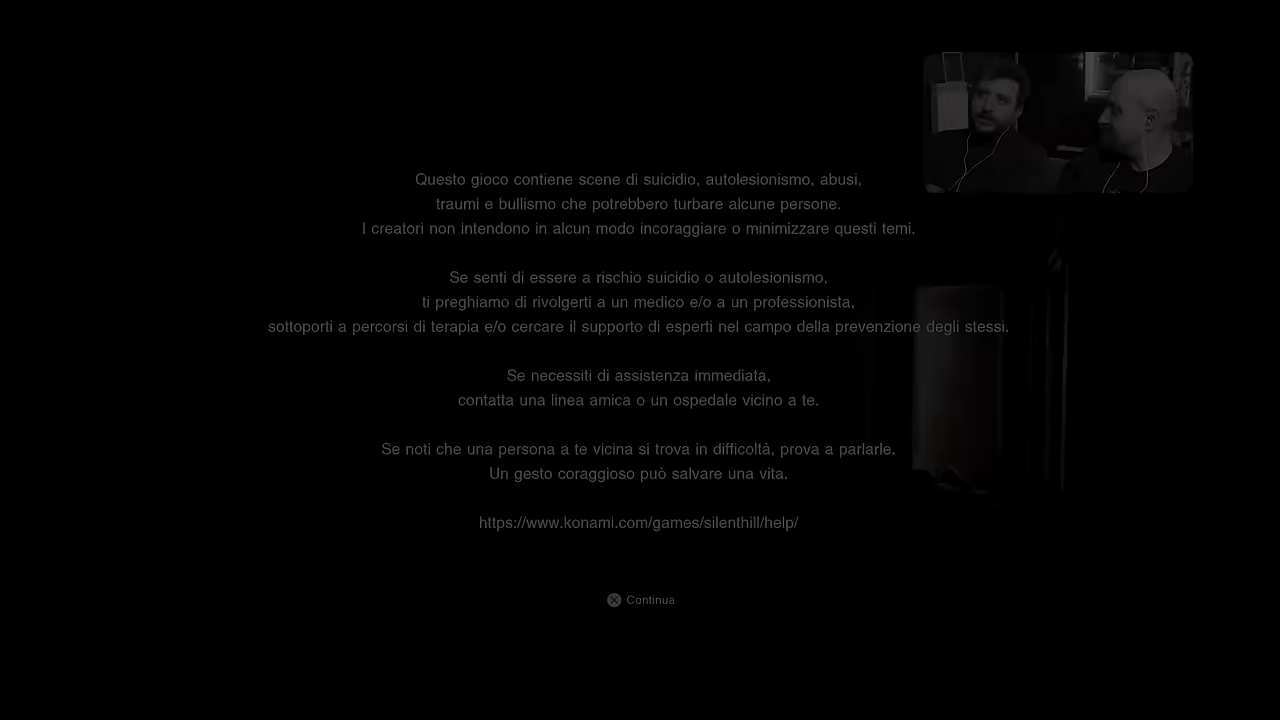 Questo gioco contiene scene di suicidio, autolesionismo, abusi,
traumi e bullismo che potrebbero turbare alcune persone.
I creatori non intendono in alcun modo incoraggiare o minimizzare questi temi.
Se senti di essere a rischio suicidio o autolesionismo,
ti preghiamo di rivolgerti a un medico e/o a un professionista,
sottoporti a percorsi di terapia e/o cercare il supporto di esperti nel campo della prevenzione degli stessi.
Se necessiti di assistenza immediata,
contatta una linea amica o un ospedale vicino a te.
Se noti che una persona a te vicina si trova in difficoltà, prova a parlarle.
Un gesto coraggioso può salvare una vita.
https://www.konami.com/games/silenthill/help/
Continua